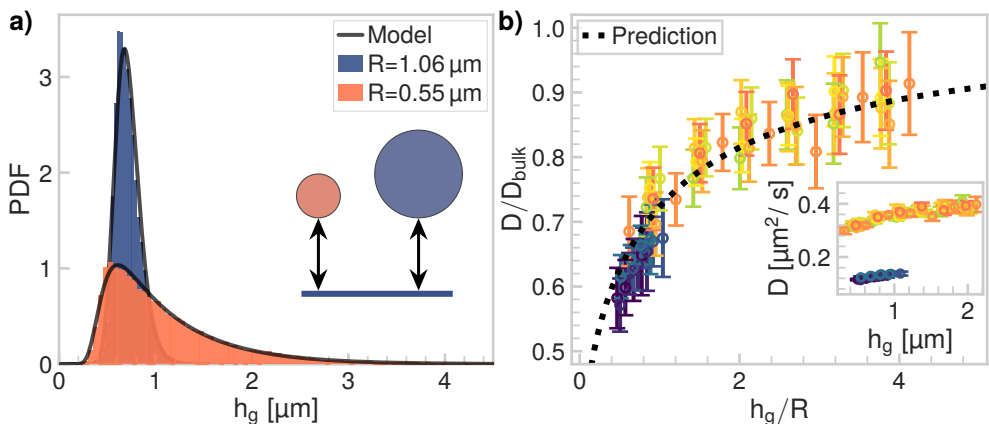 a)
Model
R=1.06 µm
R=0.55 µm
PDF
3
2
1
0
0
1
2
3
4
h_g [µm]
b)
Prediction
D/D_bulk
1.0
0.9
0.8
0.7
0.6
0.5
0
2
4
h_g/R
D [µm²/ s]
0.4
0.2
1
2
h_g [µm]